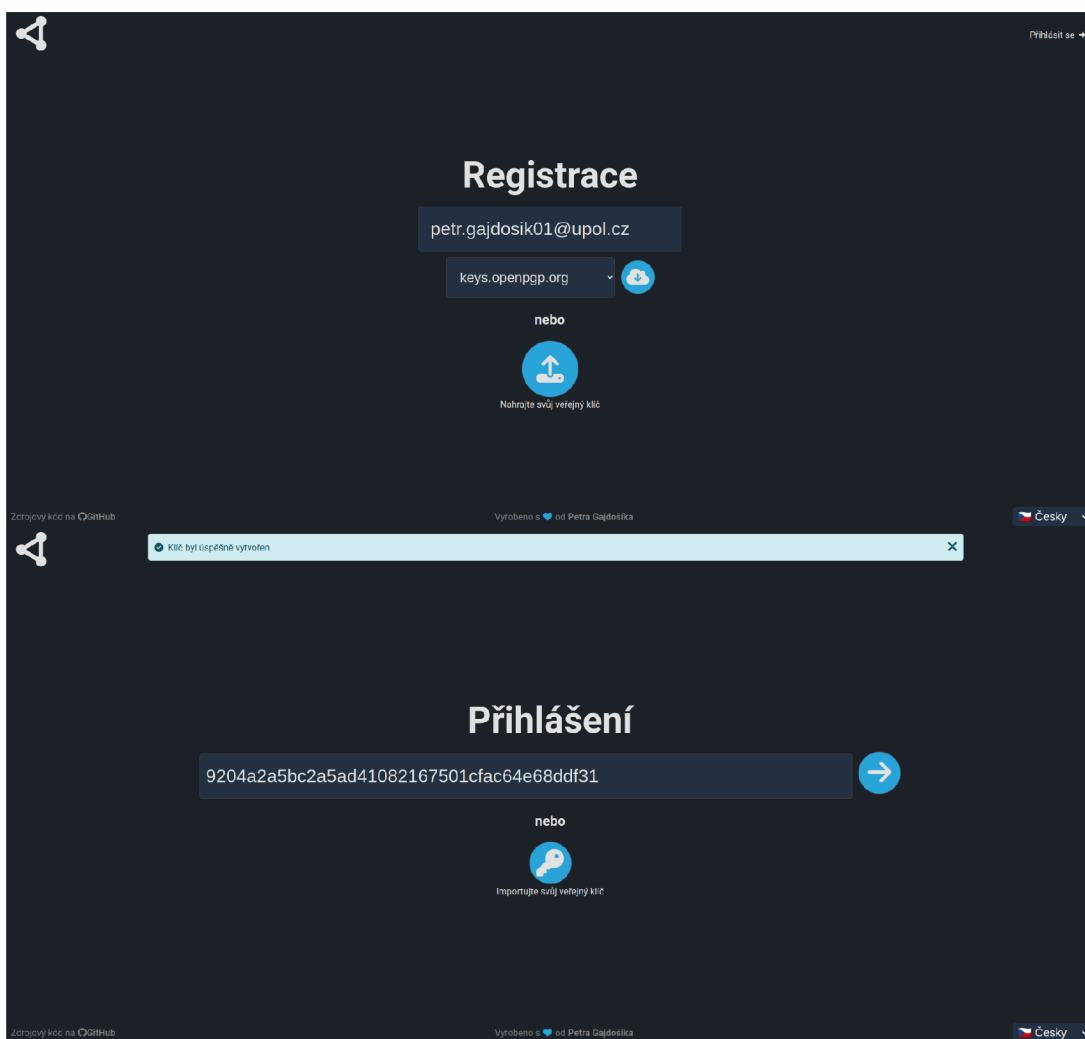 Přihlásit se
Registrace
petr.gajdosik01@upol.cz
keys.openpgp.org
nebo
Nahrajte svůj veřejný klíč
Zdrojový kód na GitHub
Vyrobeno s od Petra Gajdošíka
Česky
Klíč byl úspěšně vytvořen
Přihlášení
9204a2a5bc2a5ad41082167501cfac64e68ddf31
nebo
Importujte svůj veřejný klíč
Zdrojový kód na GitHub
Vyrobeno s od Petra Gajdošíka
Česky